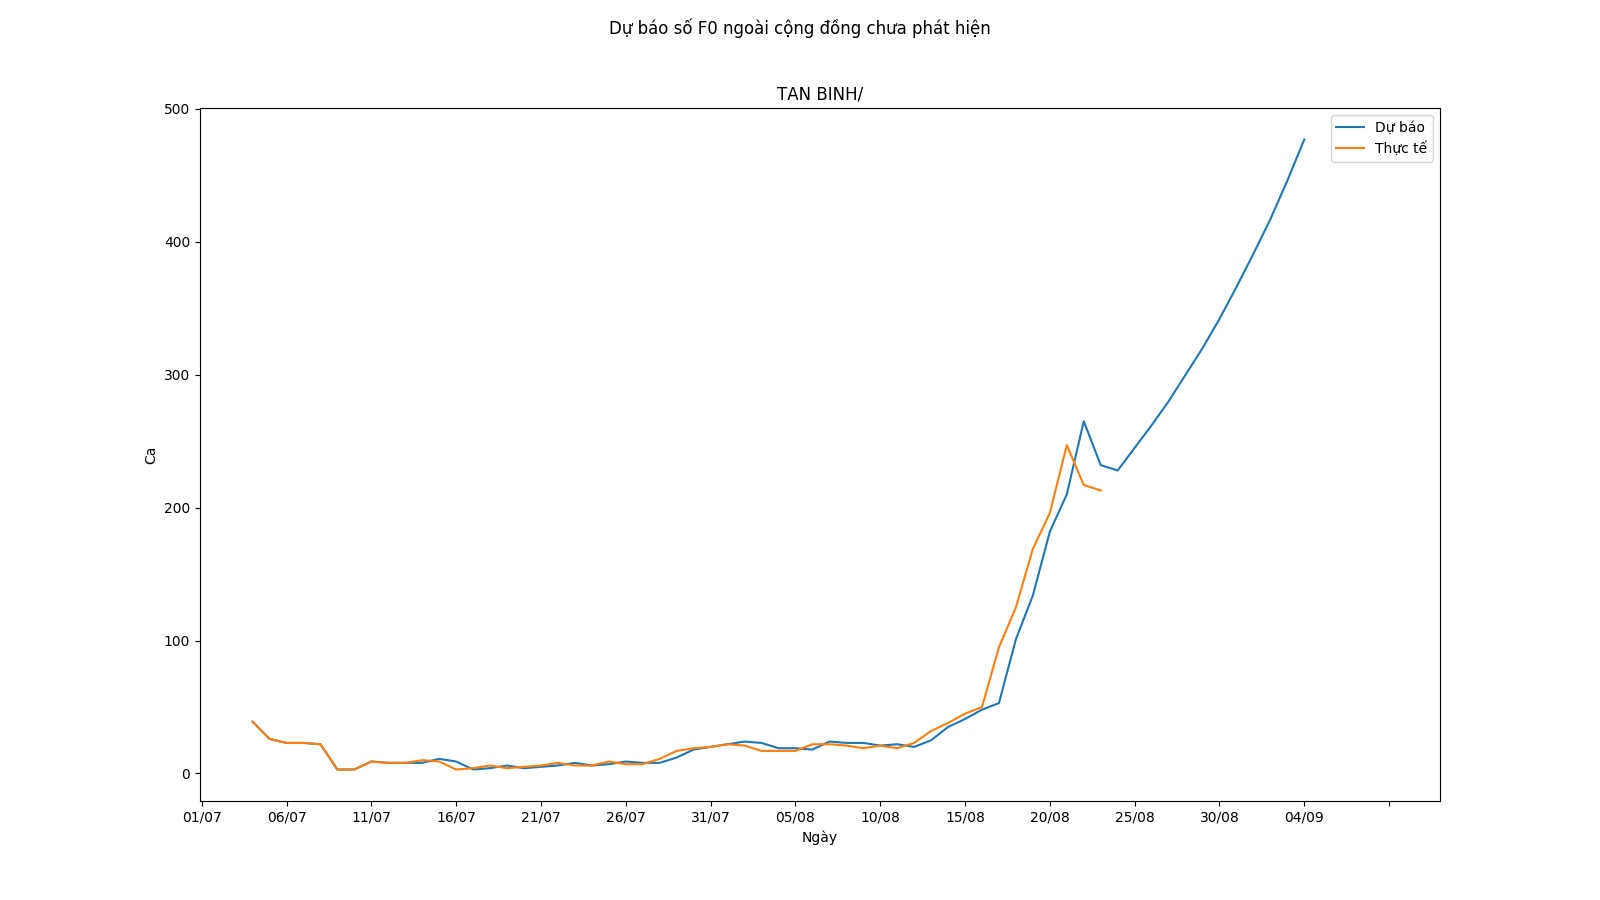 Dự báo số F0 ngoài cộng đồng chưa phát hiện
TAN BINH/
Dự báo
Thực tế
500
400
300
200
100
0
Ca
01/07 06/07 11/07 16/07 21/07 26/07 31/07 05/08 10/08 15/08 20/08 25/08 30/08 04/09
Ngày